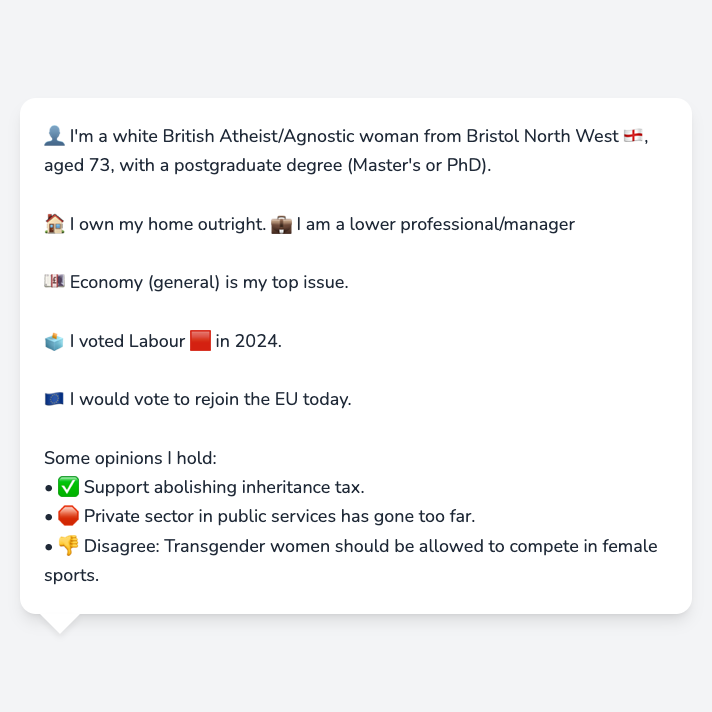 👤 I'm a white British Atheist/Agnostic woman from Bristol North West 🏴󠁧󠁢󠁥󠁮󠁧󠁿,
aged 73, with a postgraduate degree (Master's or PhD).
🏠 I own my home outright. 💼 I am a lower professional/manager
💷 Economy (general) is my top issue.
🗳️ I voted Labour 🟥 in 2024.
🇪🇺 I would vote to rejoin the EU today.
Some opinions I hold:
• ✅ Support abolishing inheritance tax.
• 🛑 Private sector in public services has gone too far.
• 👎 Disagree: Transgender women should be allowed to compete in female
sports.